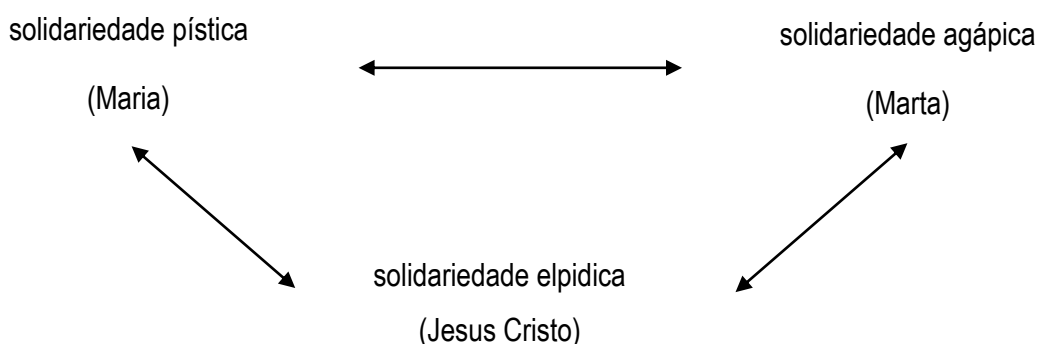 solidariedade pística
(Maria)
solidariedade agápica
(Marta)
solidariedade elpidica
(Jesus Cristo)